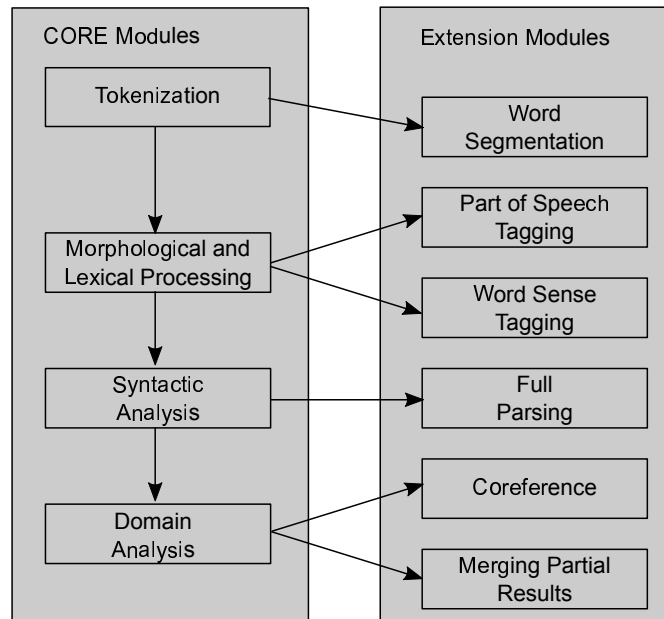 CORE Modules
Tokenization
Morphological and
Lexical Processing
Syntactic
Analysis
Domain
Analysis
Extension Modules
Word
Segmentation
Part of Speech
Tagging
Word Sense
Tagging
Full
Parsing
Coreference
Merging Partial
Results